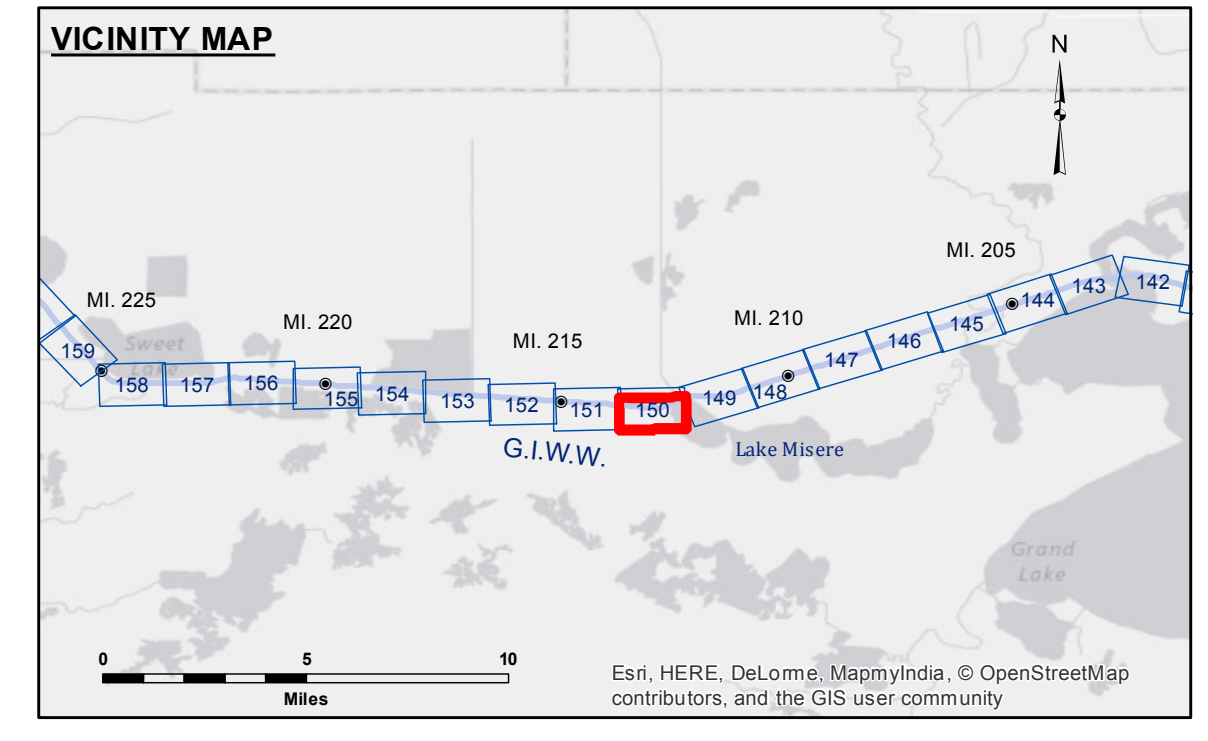 VICINITY MAP
N
MI. 205
142
143
144
MI. 225
145
MI. 220
MI. 210
146
MI. 215
147
159
Sweet
Lake
158
157
156
155
154
153
152
151
150
149
148
G.I.W.W.
Lake Misere
Grand
Lake
0
5
10
Miles
Esri, HERE, DeLorme, MapmyIndia, © OpenStreetMap
contributors, and the GIS user community